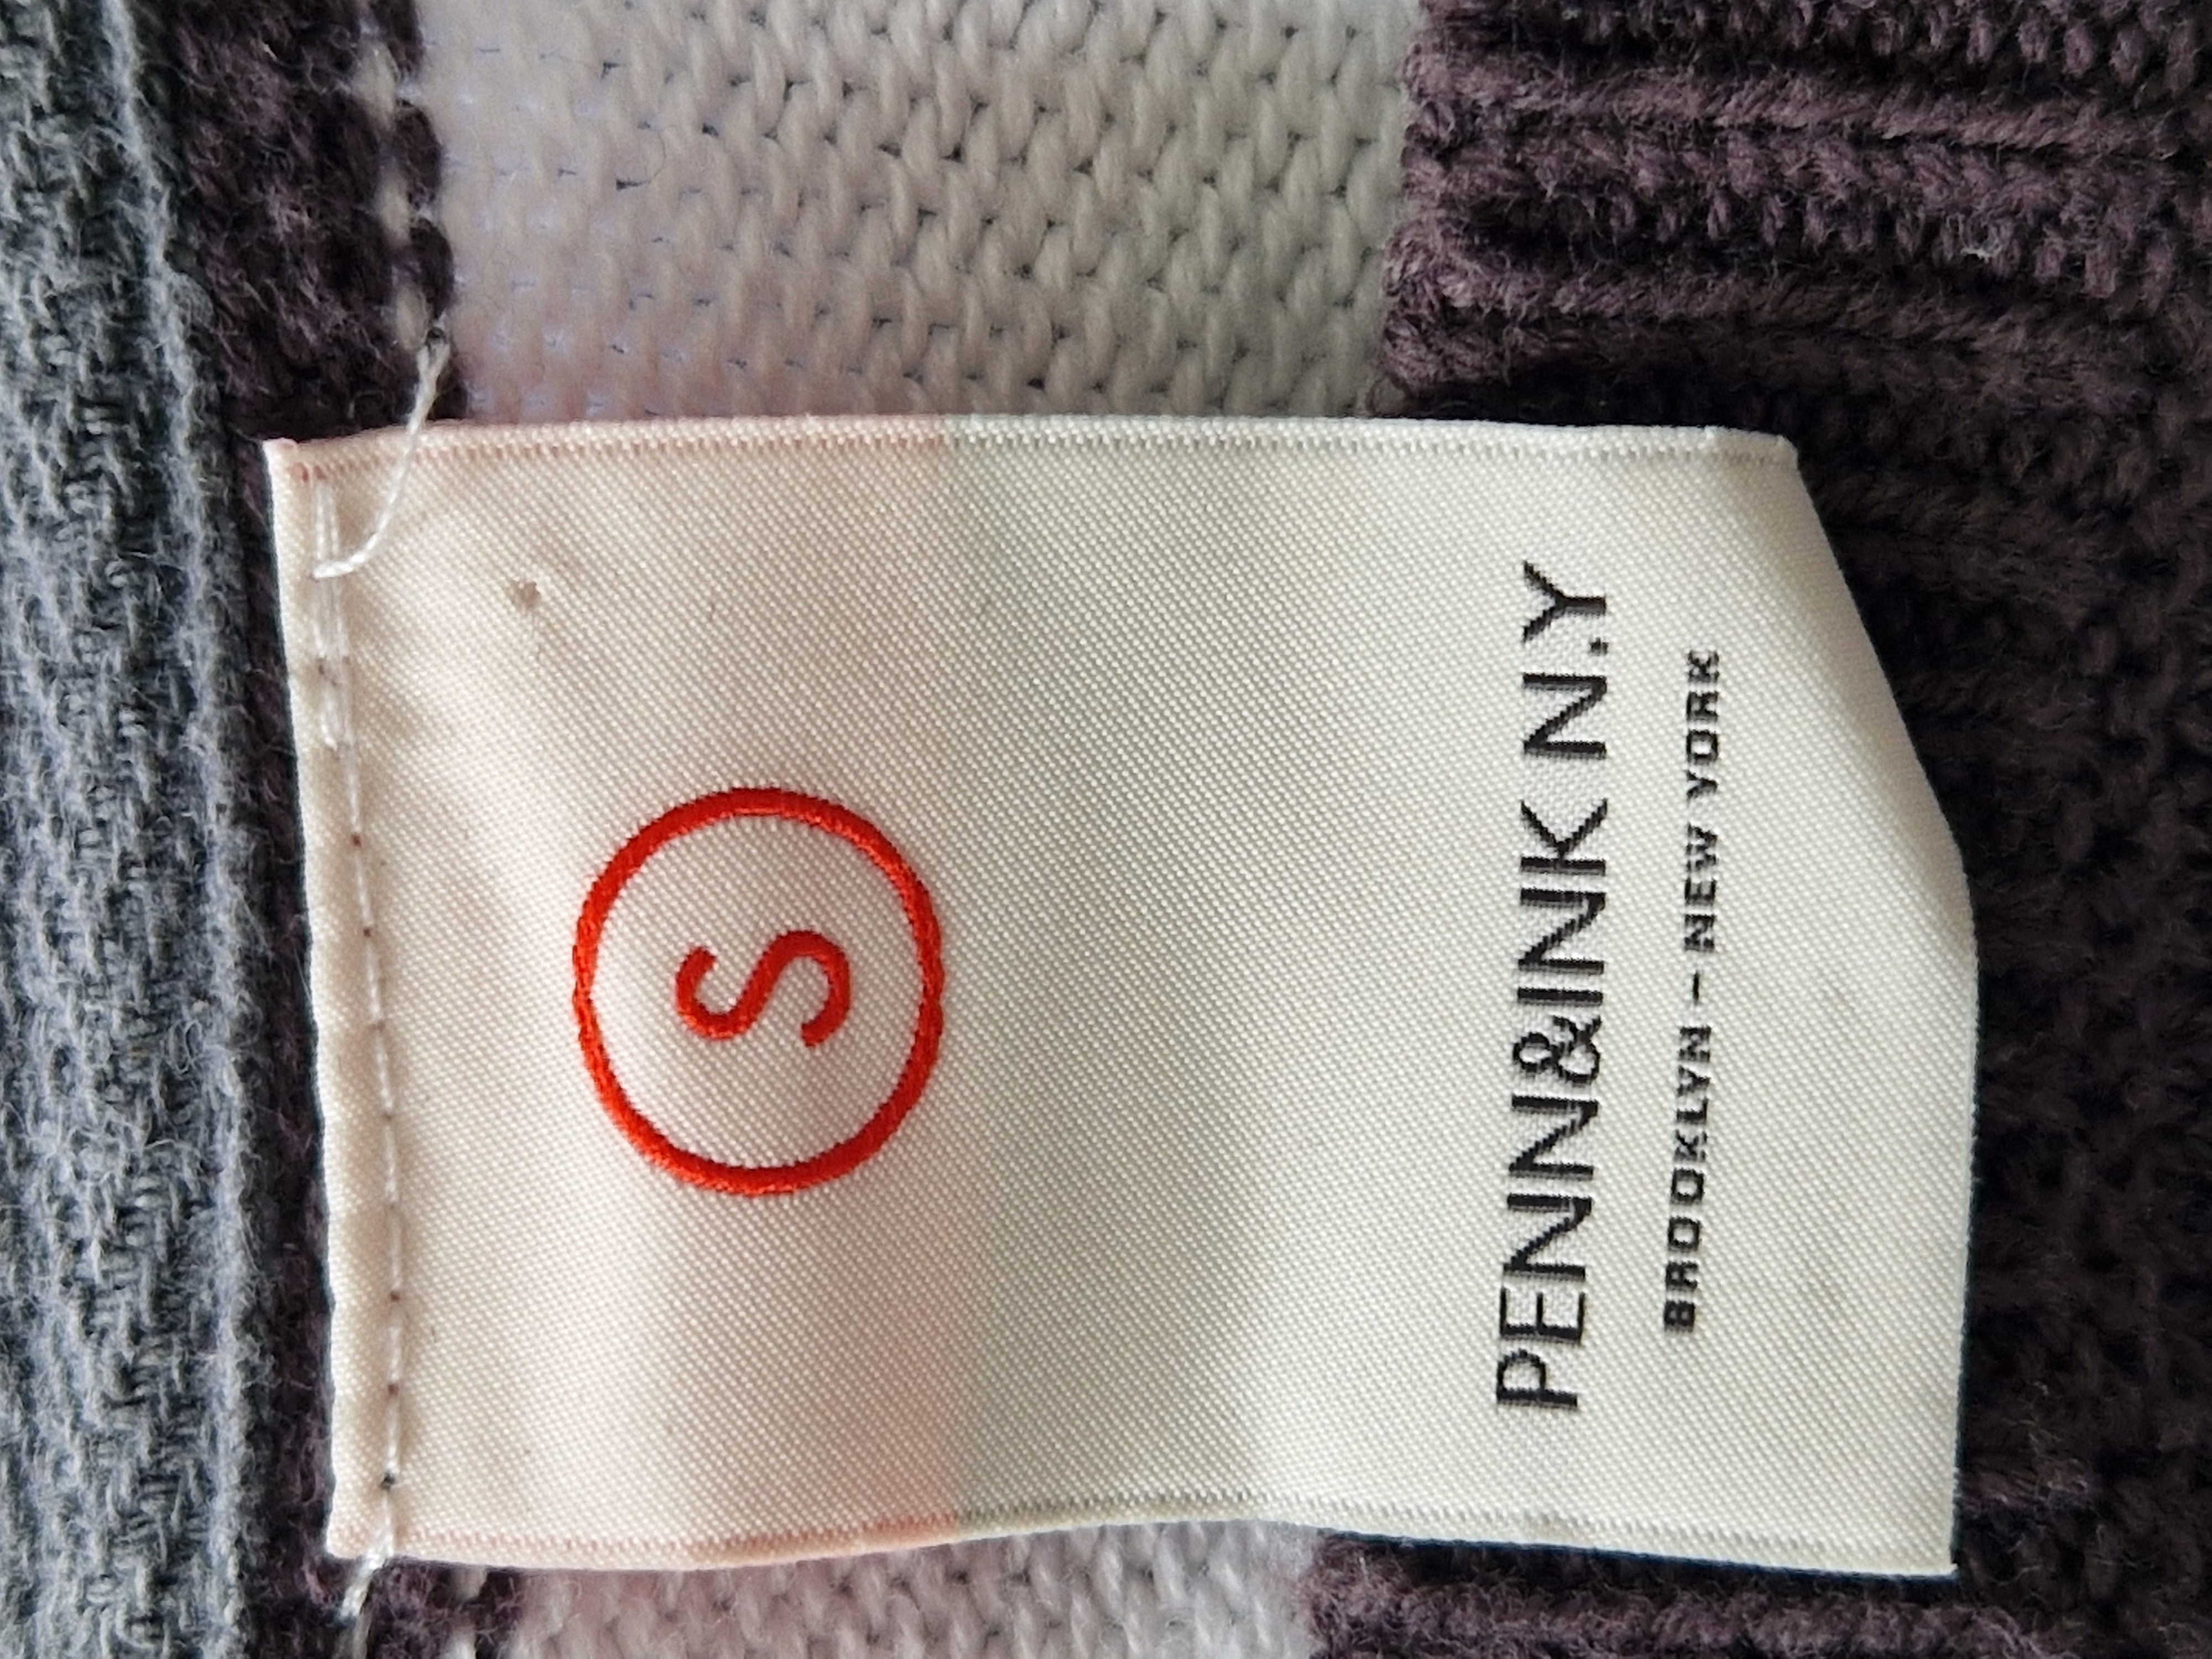 S
PENN&INK N.Y
BROOKLYN – NEW YORK